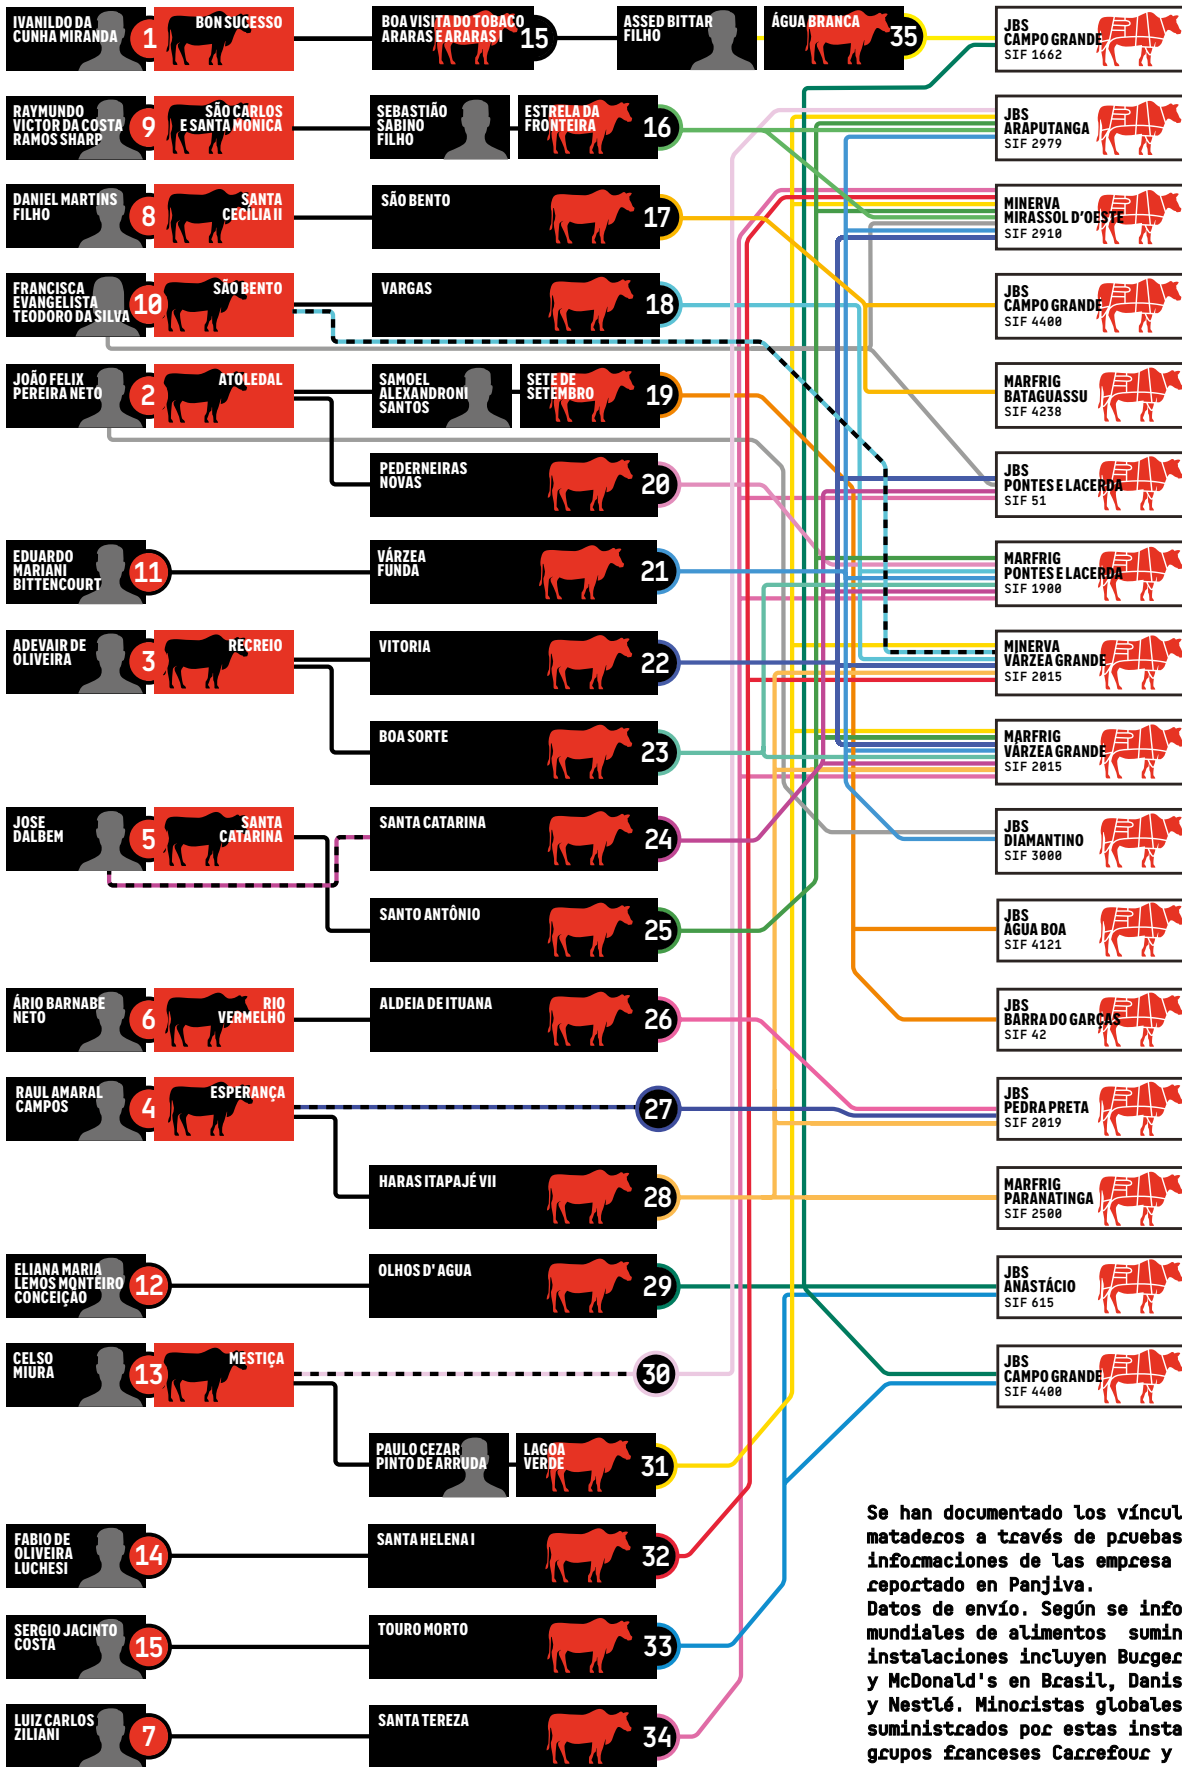 IVANILDO DA
CUNHA MIRANDA
1
BON SUCESSO
BOA VISITA DO TOBACO
ARARAS E ARARAS I
15
ASSED BITTAR
FILHO
ÁGUA BRANCA
35
JBS
CAMPO GRANDE
SIF 1662
RAYMUNDO
VICTOR DA COSTA
RAMOS SHARP
9
SÃO CARLOS
E SANTA MONICA
SEBASTIÃO
SABINO
FILHO
ESTRELA DA
FRONTEIRA
16
JBS
ARAPUTANGA
SIF 2979
DANIEL MARTINS
FILHO
8
SANTA
CECÍLIA II
SÃO BENTO
17
MINERVA
MIRASSOL D'OESTE
SIF 2910
FRANCISCA
EVANGELISTA
TEODORO DA SILVA
10
SÃO BENTO
VARGAS
18
JBS
CAMPO GRANDE
SIF 4400
JOÃO FELIX
PEREIRA NETO
2
ATOLEDAL
SAMOEL
ALEXANDRONI
SANTOS
SETE DE
SETEMBRO
19
MARFRIG
BATAGUASSU
SIF 4238
PEDERNEIRAS
NOVAS
20
JBS
PONTES E LACERDA
SIF 51
EDUARDO
MARIANI
BITTENCOURT
11
VÁRZEA
FUNDA
21
MARFRIG
PONTES E LACERDA
SIF 1900
ADEVAIR DE
OLIVEIRA
3
RECREIO
VITORIA
22
MINERVA
VÁRZEA GRANDE
SIF 2015
BOA SORTE
23
MARFRIG
VÁRZEA GRANDE
SIF 2015
JOSE
DALBEM
5
SANTA
CATARINA
SANTA CATARINA
24
JBS
DIAMANTINO
SIF 3000
SANTO ANTÔNIO
25
JBS
ÁGUA BOA
SIF 4121
ÁRIO BARNABE
NETO
6
RIO
VERMELHO
ALDEIA DE ITUANA
26
JBS
BARRA DO GARÇAS
SIF 42
RAUL AMARAL
CAMPOS
4
ESPERANÇA
27
JBS
PEDRA PRETA
SIF 2019
HARAS ITAPAJÉ VII
28
MARFRIG
PARANATINGA
SIF 2500
ELIANA MARIA
LEMOS MONTEIRO
CONCEIÇÃO
12
OLHOS D' AGUA
29
JBS
ANASTÁCIO
SIF 615
CELSO
MIURA
13
MESTIÇA
30
JBS
CAMPO GRANDE
SIF 4400
PAULO CEZAR
PINTO DE ARRUDA
LAGOA
VERDE
31
FABIO DE
OLIVEIRA
LUCHESI
14
SANTA HELENA I
32
SERGIO JACINTO
COSTA
15
TOURO MORTO
33
LUIZ CARLOS
ZILIANI
7
SANTA TEREZA
34
Se han documentado los víncul
mataderos a través de pruebas
informaciones de las empresa
reportado en Panjiva.
Datos de envío. Según se info
mundiales de alimentos sumin
instalaciones incluyen Burger
y McDonald's en Brasil, Danis
y Nestlé. Minoristas globales
suministrados por estas insta
grupos franceses Carrefour y